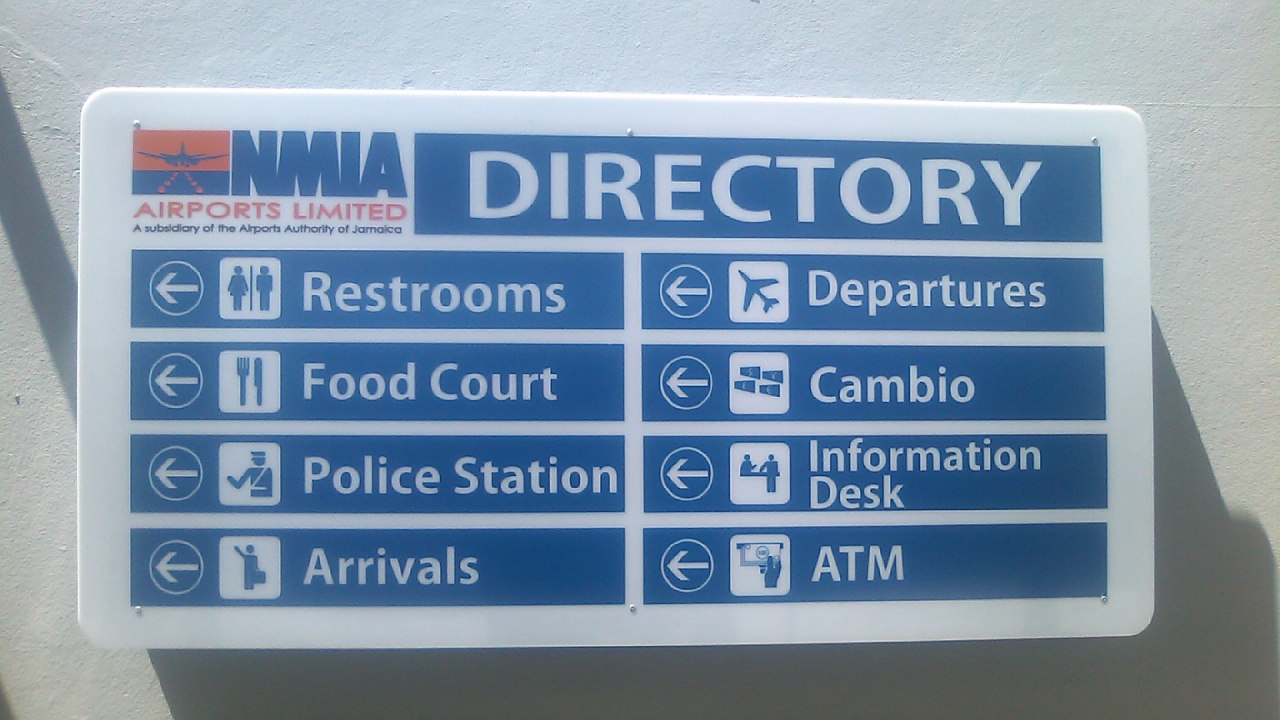 NMIA
AIRPORTS LIMITED
A subsidiary of the Airports Authority of Jamaica
DIRECTORY
Restrooms
Food Court
Police Station
Arrivals
Departures
Cambio
Information
Desk
ATM